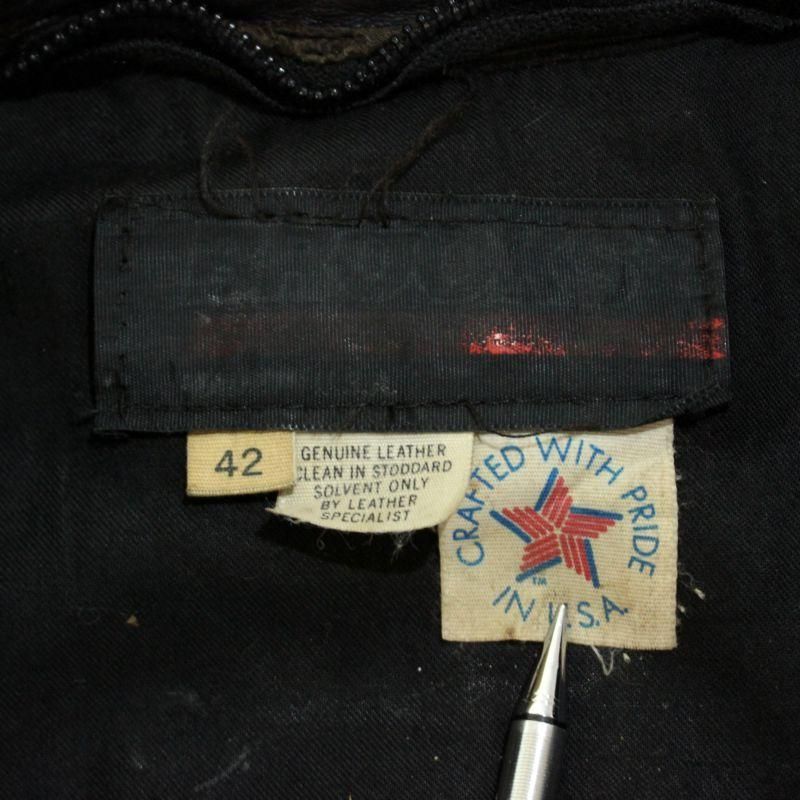 42
GENUINE LEATHER
CLEAN IN STODDARD
SOLVENT ONLY
BY LEATHER
SPECIALIST
CRAFTED WITH PRIDE
TM
IN U.S.A.